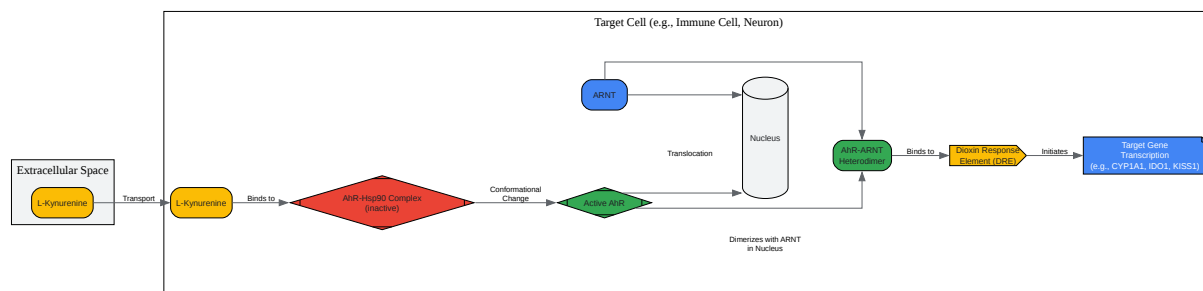 Target Cell (e.g., Immune Cell, Neuron)
Extracellular Space
L-Kynurenine
Transport
L-Kynurenine
Binds to
AhR-Hsp90 Complex
(inactive)
Conformational
Change
Active AhR
ARNT
Translocation
Nucleus
Dimerizes with ARNT
in Nucleus
AhR-ARNT
Heterodimer
Binds to
Dioxin Response
Element (DRE)
Initiates
Target Gene
Transcription
(e.g., CYP1A1, IDO1, KISS1)